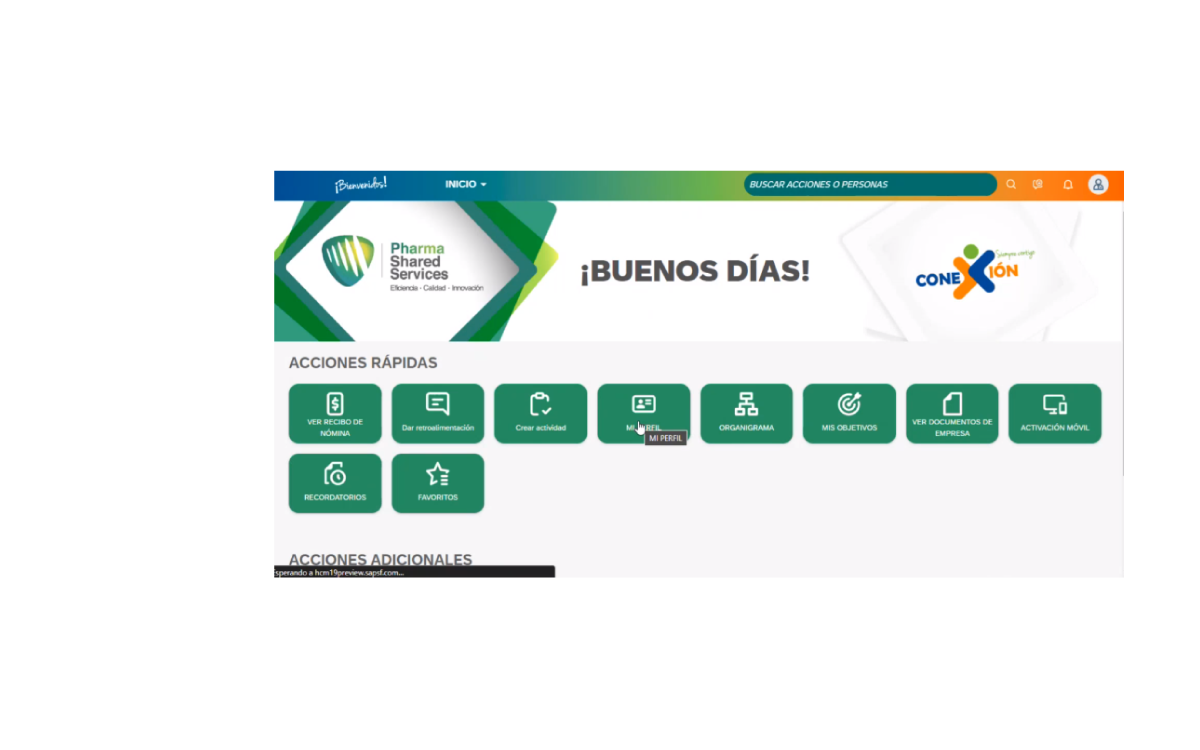 ¡Bienvenidos!
INICIO
BUSCAR ACCIONES O PERSONAS
Pharma
Shared
Services
Eficiencia - Calidad - Innovación
¡BUENOS DÍAS!
Siempre contigo
CONEXIÓN
ACCIONES RÁPIDAS
VER RECIBO DE
NÓMINA
Dar retroalimentación
Crear actividad
MI PERFIL
ORGANIGRAMA
MIS OBJETIVOS
VER DOCUMENTOS DE
EMPRESA
ACTIVACIÓN MÓVIL
MI PERFIL
RECORDATORIOS
FAVORITOS
ACCIONES ADICIONALES
sperando a hcm19preview.sapsf.com...